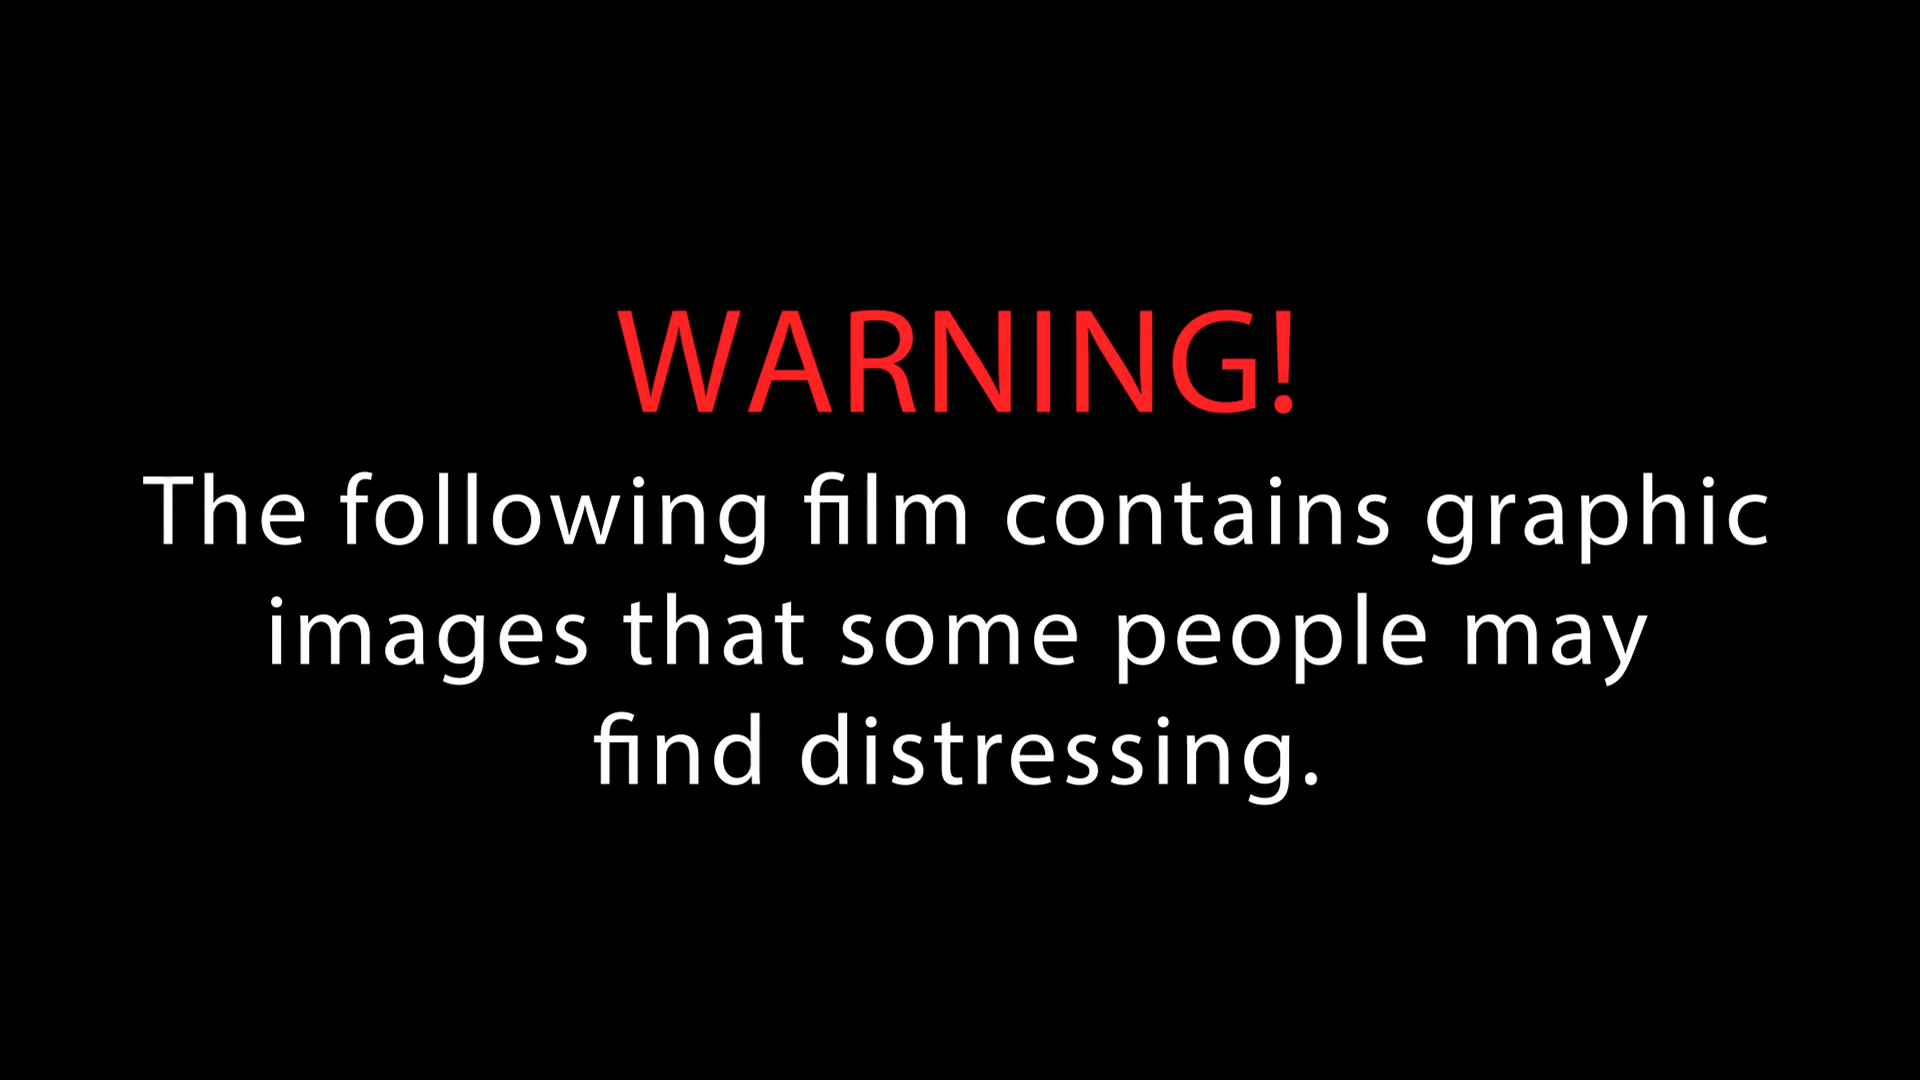 WARNING!
The following film contains graphic
images that some people may
find distressing.